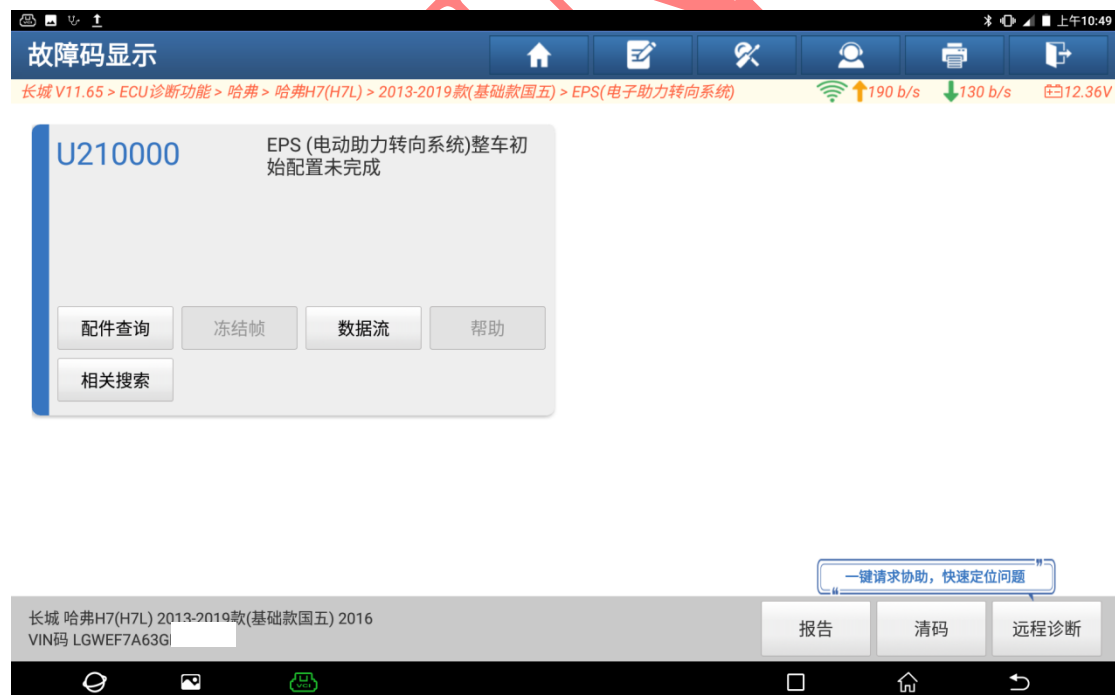 上午10:49
故障码显示
长城 V11.65 > ECU诊断功能 > 哈弗 > 哈弗H7(H7L) > 2013-2019款(基础款国五) > EPS(电子助力转向系统)
190 b/s
130 b/s
12.36V
U210000
EPS (电动助力转向系统)整车初
始配置未完成
配件查询
冻结帧
数据流
帮助
相关搜索
一键请求协助，快速定位问题
长城 哈弗H7(H7L) 2013-2019款(基础款国五) 2016
VIN码 LGWEF7A63G
报告
清码
远程诊断
VCI